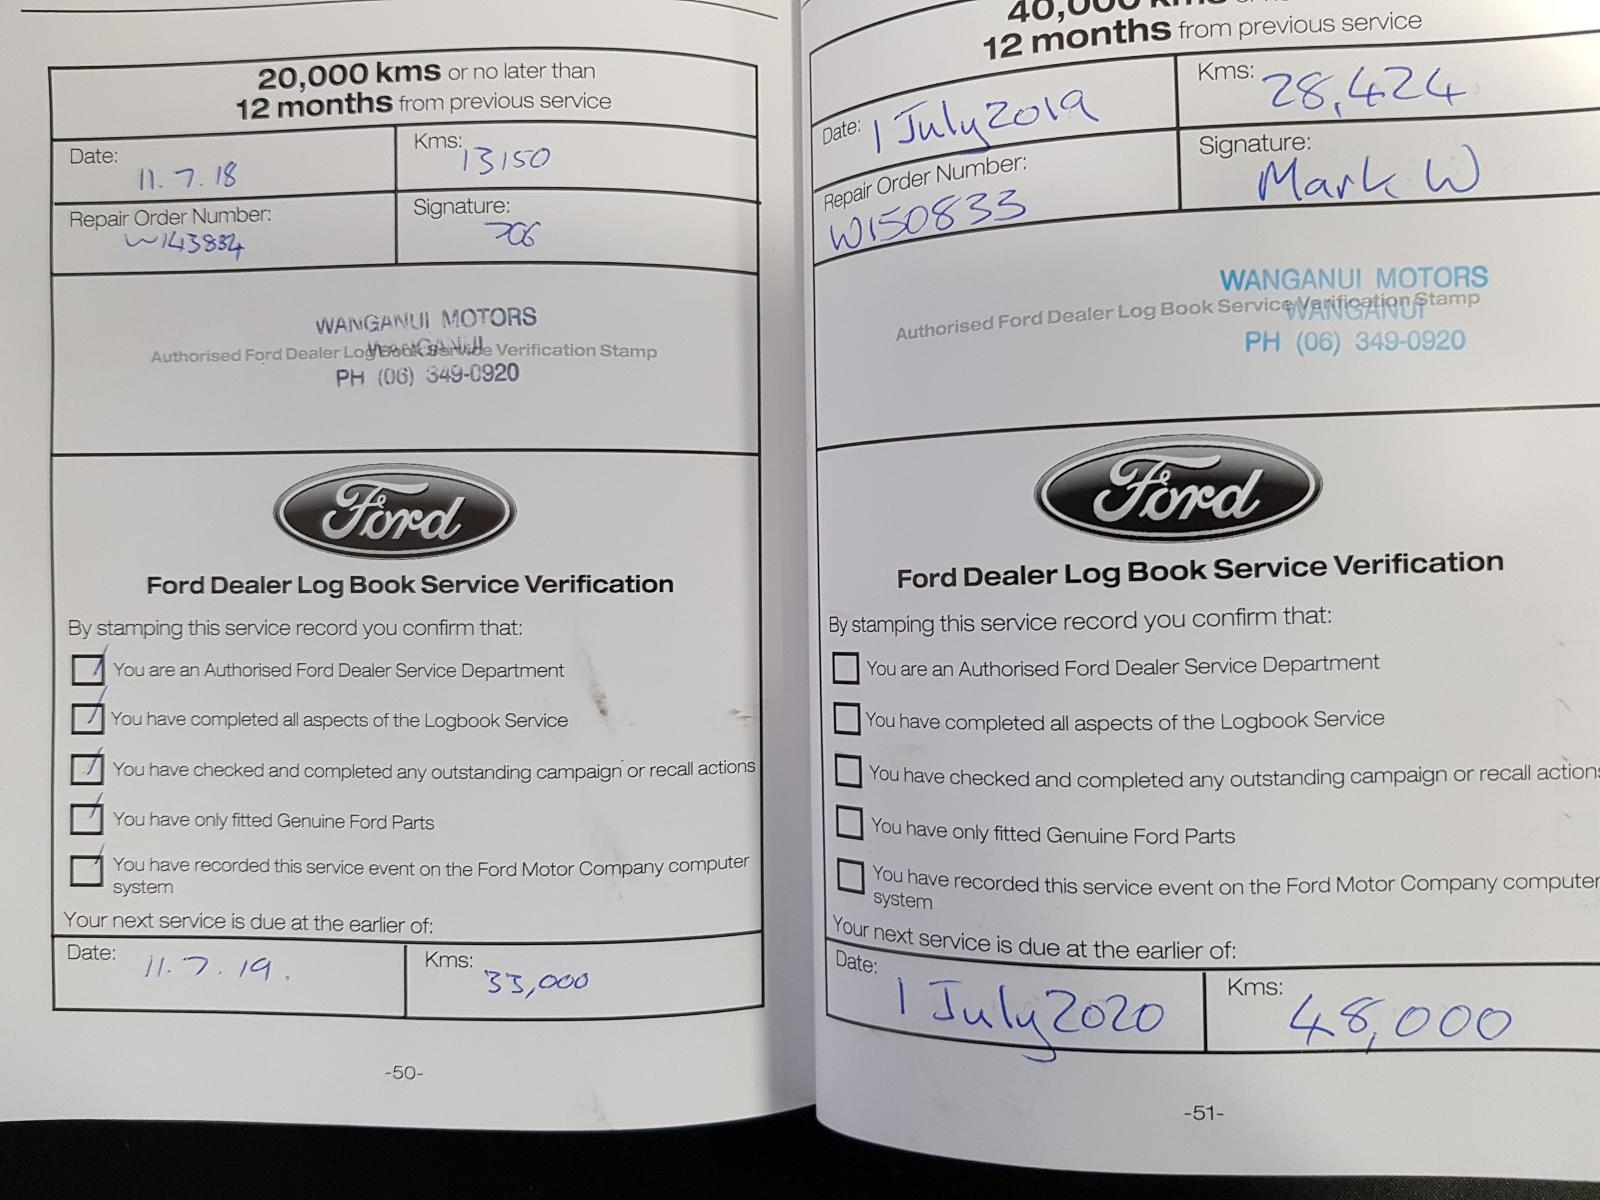 20,000 kms or no later than
12 months from previous service
Date: 11.7.18
Kms: 13150
Repair Order Number: W143834
Signature:
WANGANUI MOTORS
WANGANUI
Authorised Ford Dealer Log Book Service Verification Stamp
PH (06) 349-0920
Ford
Ford Dealer Log Book Service Verification
By stamping this service record you confirm that:
You are an Authorised Ford Dealer Service Department
You have completed all aspects of the Logbook Service
You have checked and completed any outstanding campaign or recall actions
You have only fitted Genuine Ford Parts
You have recorded this service event on the Ford Motor Company computer
system
Your next service is due at the earlier of:
Date: 11.7.19.
Kms: 33,000
-50-
40,000 kms or no
12 months from previous service
Date: 1 July 2019
Kms: 28,424
Repair Order Number:
W150833
Signature:
Mark W
WANGANUI MOTORS
Authorised Ford Dealer Log Book Service Verification Stamp
WANGANUI
PH (06) 349-0920
Ford
Ford Dealer Log Book Service Verification
By stamping this service record you confirm that:
You are an Authorised Ford Dealer Service Department
You have completed all aspects of the Logbook Service
You have checked and completed any outstanding campaign or recall actions
You have only fitted Genuine Ford Parts
You have recorded this service event on the Ford Motor Company computer
system
Your next service is due at the earlier of:
Date: 1 July 2020
Kms: 48,000
-51-